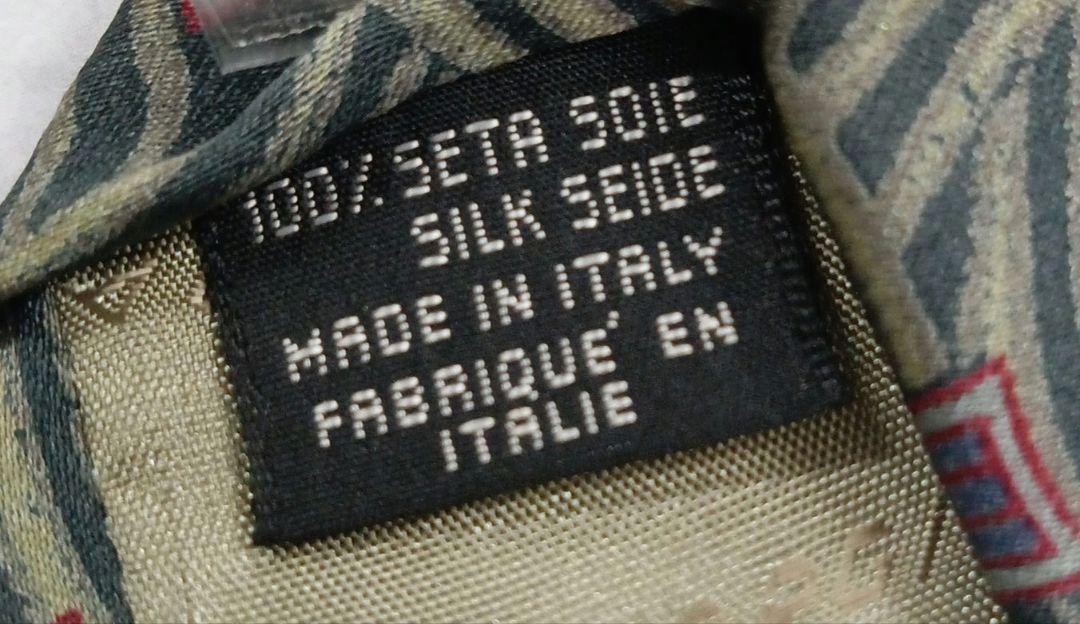 100% SETA SOIE
SILK SEIDE
MADE IN ITALY
FABRIQUÉ EN
ITALIE